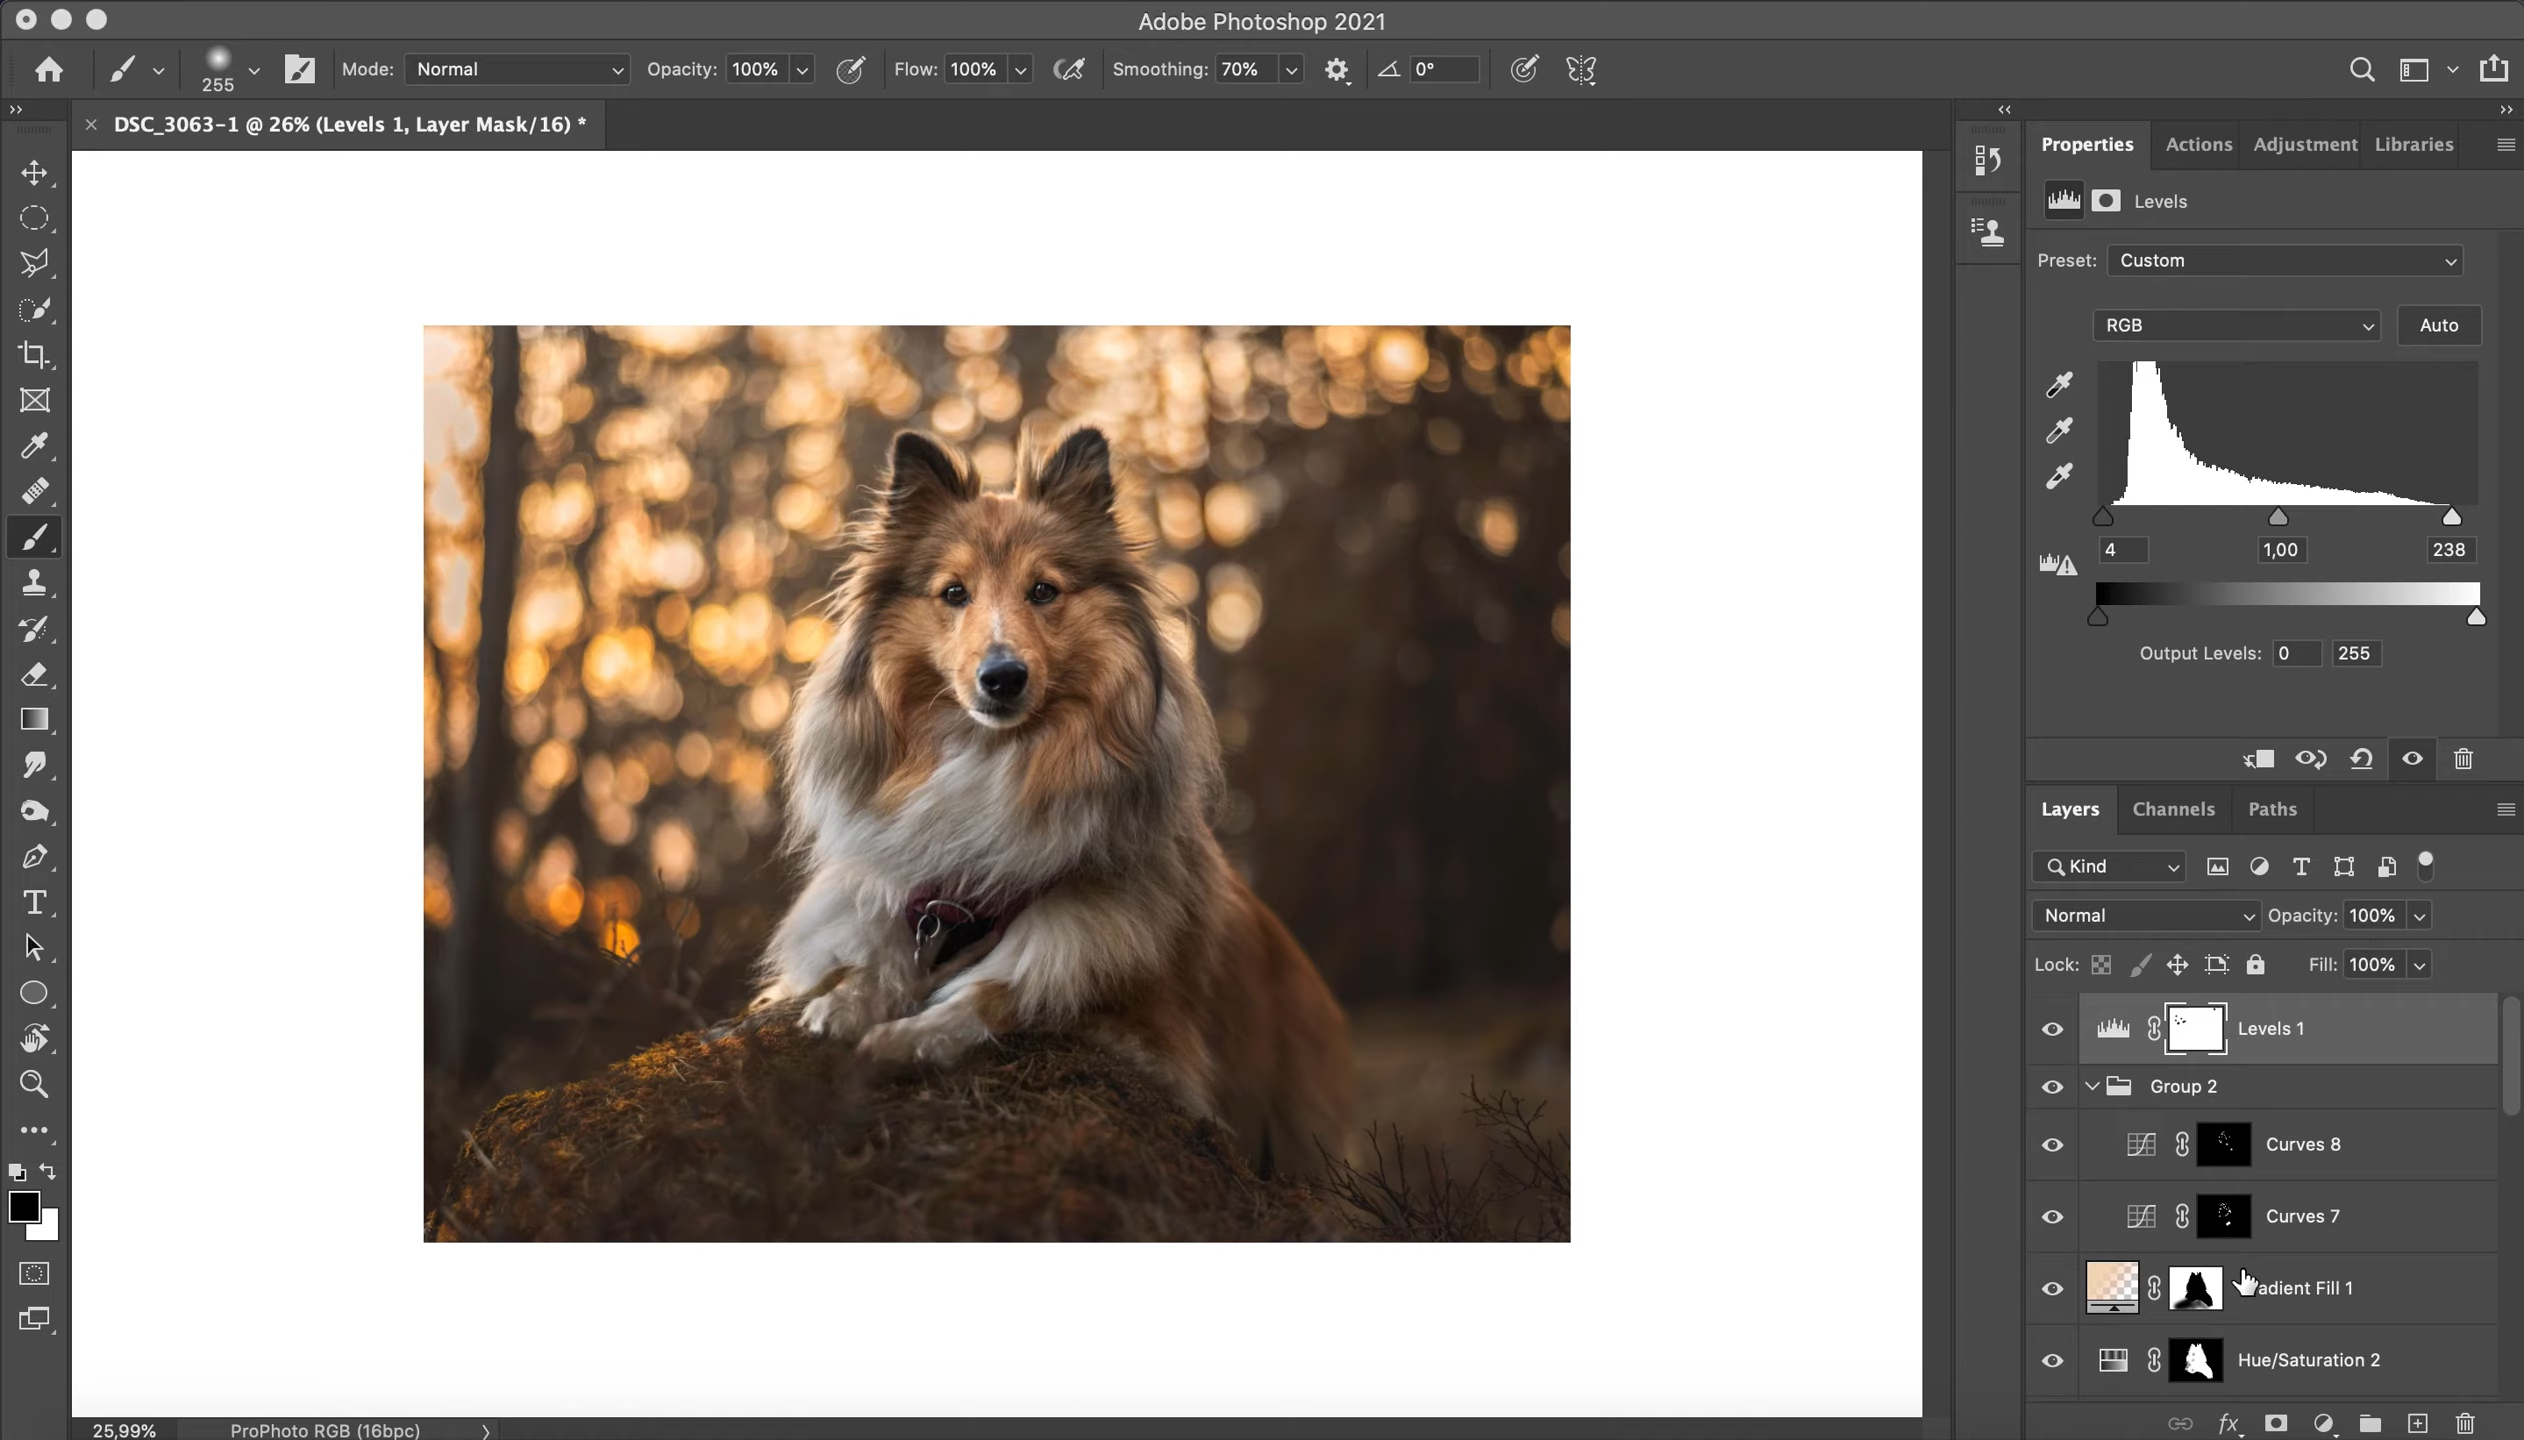 Adobe Photoshop 2021
255
Mode: Normal
Opacity: 100%
Flow: 100%
Smoothing: 70%
0°
DSC_3063-1 @ 26% (Levels 1, Layer Mask/16) *
Properties
Actions
Adjustment
Libraries
Levels
Preset: Custom
RGB
Auto
4
1,00
238
Output Levels: 0 255
Layers
Channels
Paths
Kind
Normal
Opacity: 100%
Lock:
Fill: 100%
Levels 1
Group 2
Curves 8
Curves 7
adient Fill 1
Hue/Saturation 2
fx
25,99%
ProPhoto RGB (16bpc)